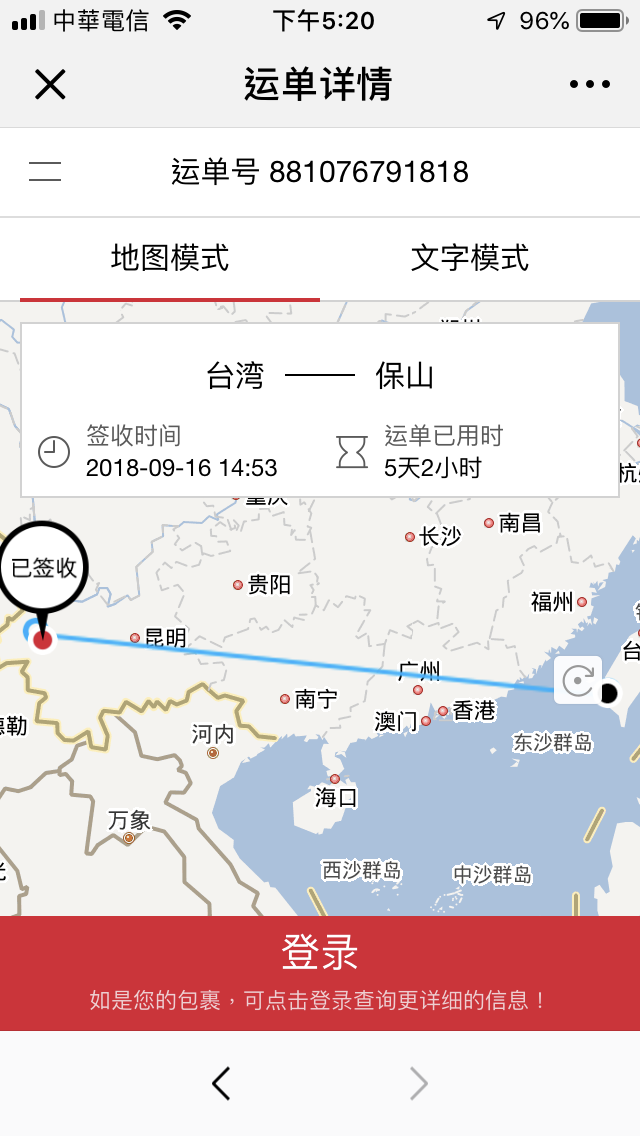 中華電信
下午5:20
96%
运单详情
运单号 881076791818
地图模式
文字模式
台湾
保山
签收时间
2018-09-16 14:53
运单已用时
5天2小时
长沙
南昌
已签收
贵阳
福州
昆明
广州
南宁
澳门
香港
河内
东沙群岛
海口
万象
西沙群岛
中沙群岛
登录
如是您的包裹，可点击登录查询更详细的信息！